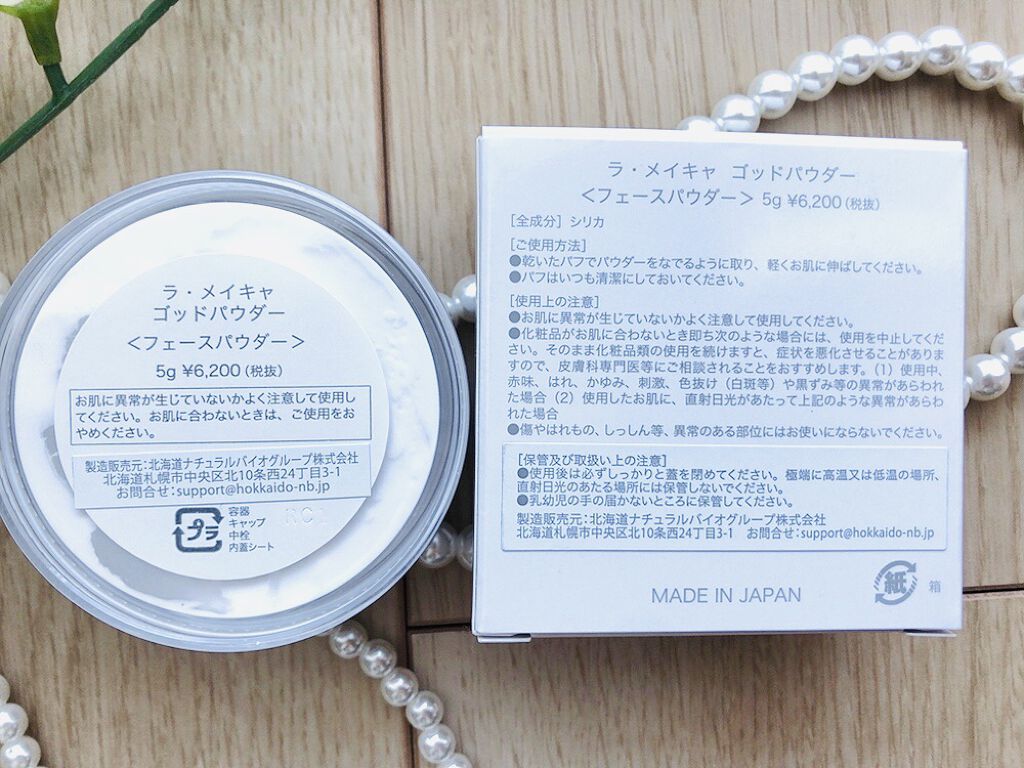 ラ・メイキャ
ゴッドパウダー
＜フェースパウダー＞
5g ¥6,200（税抜）
お肌に異常が生じていないかよく注意して使用し
てください。お肌に合わないときは、ご使用をお
やめください。
製造販売元：北海道ナチュラルバイオグループ株式会社
北海道札幌市中央区北10条西24丁目3-1
お問合せ：support@hokkaido-nb.jp
プラ
容器
キャップ
中栓
内蓋シート
ラ・メイキャ ゴッドパウダー
＜フェースパウダー＞ 5g ¥6,200（税抜）
［全成分］シリカ
［ご使用方法］
●乾いたパフでパウダーをなでるように取り、軽くお肌に伸ばしてください。
●パフはいつも清潔にしておいてください。
［使用上の注意］
●お肌に異常が生じていないかよく注意して使用してください。
●化粧品がお肌に合わないとき即ち次のような場合には、使用を中止してくだ
さい。そのまま化粧品類の使用を続けますと、症状を悪化させることがありま
すので、皮膚科専門医等にご相談されることをおすすめします。（1）使用中、
赤味、はれ、かゆみ、刺激、色抜け（白斑等）や黒ずみ等の異常があらわれ
た場合（2）使用したお肌に、直射日光があたって上記のような異常があらわ
れた場合
●傷やはれもの、しっしん等、異常のある部位にはお使いにならないでください。
［保管及び取扱い上の注意］
●使用後は必ずしっかりと蓋を閉めてください。極端に高温又は低温の場所、
直射日光のあたる場所には保管しないでください。
●乳幼児の手の届かないところに保管してください。
製造販売元：北海道ナチュラルバイオグループ株式会社
北海道札幌市中央区北10条西24丁目3-1 お問合せ：support@hokkaido-nb.jp
MADE IN JAPAN
紙
箱